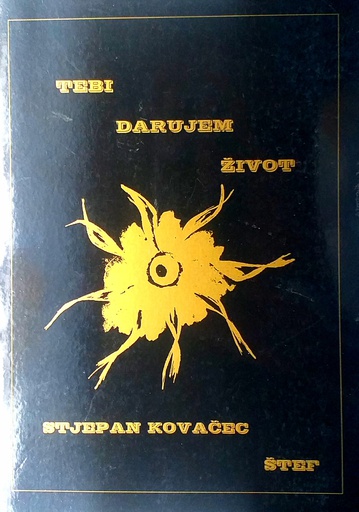 TEBI
DARUJEM
ŽIVOT
STJEPAN KOVAČEC
ŠTEF